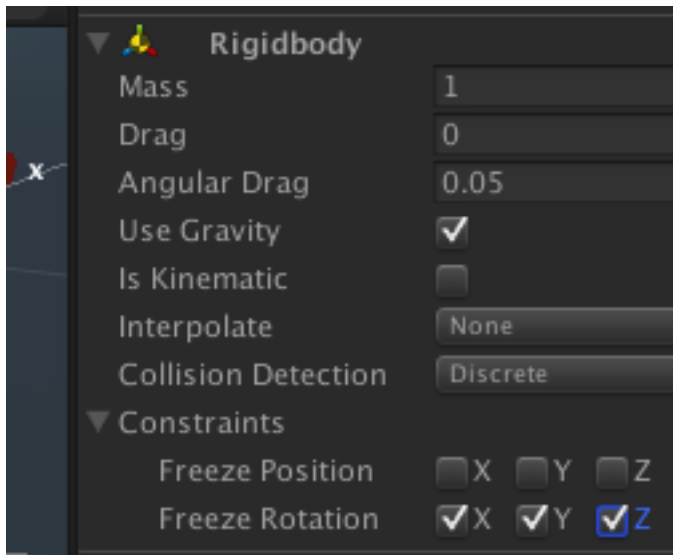 Rigidbody
Mass 1
Drag 0
x
Angular Drag 0.05
Use Gravity
Is Kinematic
Interpolate None
Collision Detection Discrete
Constraints
Freeze Position X Y Z
Freeze Rotation X Y Z